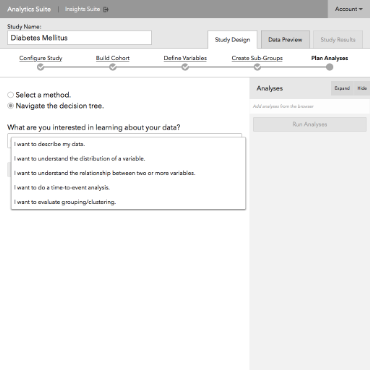 Analytics Suite | Insights Suite
Account
Study Name:
Diabetes Mellitus
Study Design
Data Preview
Study Results
Configure Study
Build Cohort
Define Variables
Create Sub-Groups
Plan Analyses
Select a method.
Navigate the decision tree.
What are you interested in learning about your data?
I want to describe my data.
I want to understand the distribution of a variable.
I want to understand the relationship between two or more variables.
I want to do a time-to-event analysis.
I want to evaluate grouping/clustering.
Analyses
Expand
Hide
Add analyses from the browser
Run Analyses